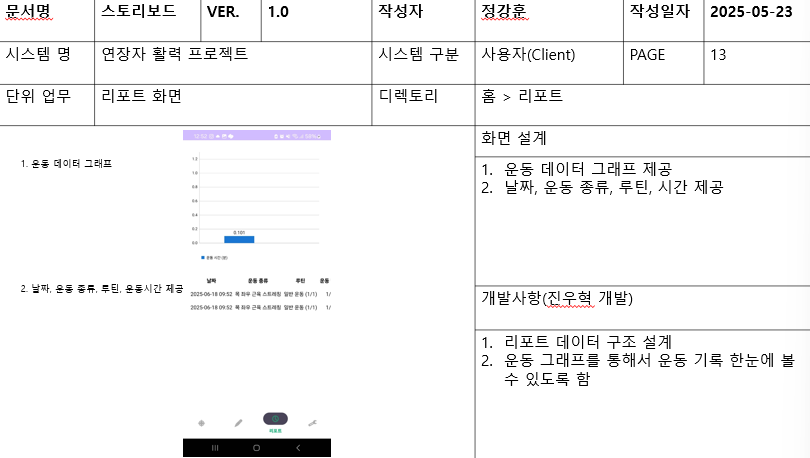 문서명 스토리보드 VER. 1.0 작성자 정강훈 작성일자 2025-05-23
시스템 명 연장자 활력 프로젝트 시스템 구분 사용자(Client) PAGE 13
단위 업무 리포트 화면 디렉토리 홈 > 리포트
화면 설계
1. 운동 데이터 그래프 제공
2. 날짜, 운동 종류, 루틴, 시간 제공
개발사항(진우혁 개발)
1. 리포트 데이터 구조 설계
2. 운동 그래프를 통해서 운동 기록 한눈에 볼
수 있도록 함
1. 운동 데이터 그래프
2. 날짜, 운동 종류, 루틴, 운동시간 제공
1.2
1.0
0.8
0.6
0.4
0.2
0.0
0.101
운동 시간 (분)
날짜 운동 종류 루틴 운동
2025-06-18 09:52 목 좌우 근육 스트레칭 일반 운동 (1/1) 1/
2025-06-18 09:52 목 좌우 근육 스트레칭 일반 운동 (1/1) 1/
리포트